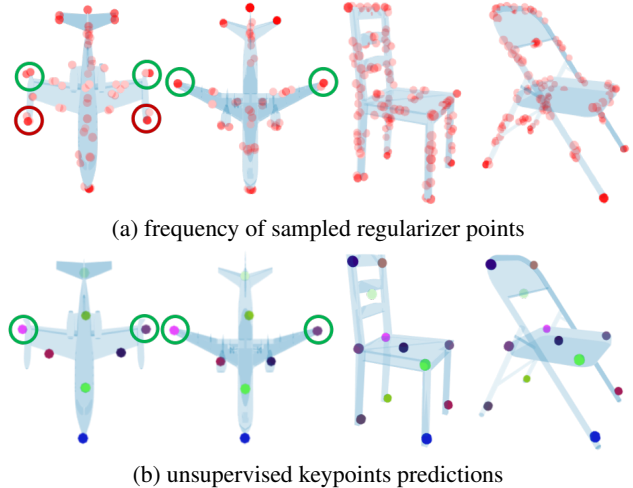 (a) frequency of sampled regularizer points
(b) unsupervised keypoints predictions